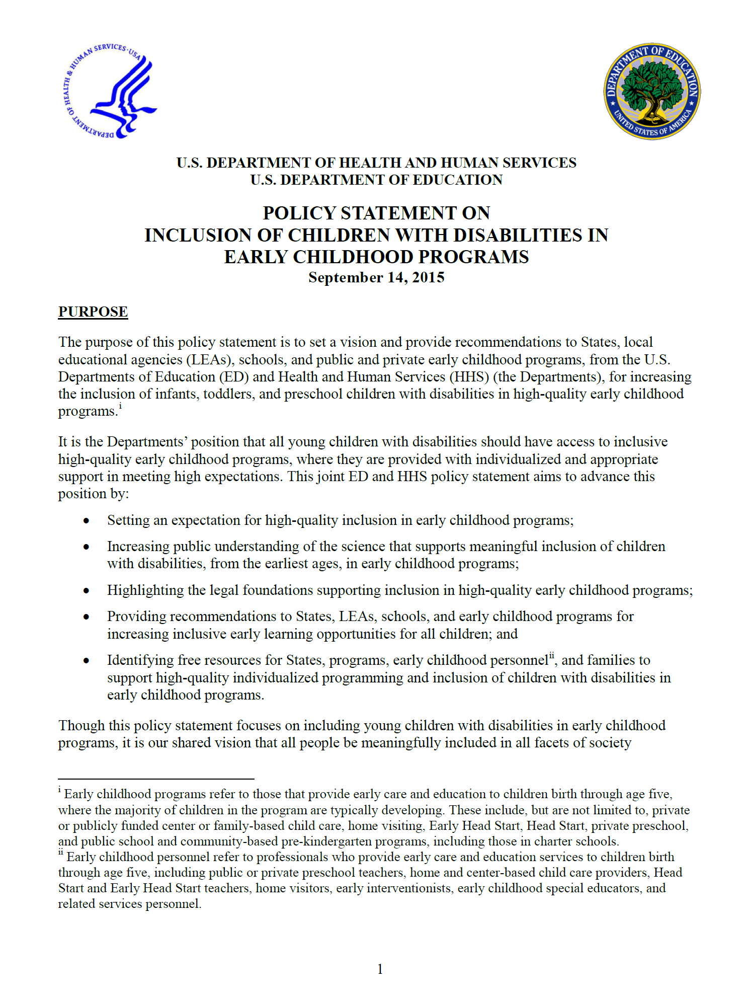 DEPARTMENT OF HEALTH & HUMAN SERVICES · USA
DEPARTMENT OF EDUCATION
UNITED STATES OF AMERICA
U.S. DEPARTMENT OF HEALTH AND HUMAN SERVICES
U.S. DEPARTMENT OF EDUCATION
POLICY STATEMENT ON
INCLUSION OF CHILDREN WITH DISABILITIES IN
EARLY CHILDHOOD PROGRAMS
September 14, 2015
PURPOSE
The purpose of this policy statement is to set a vision and provide recommendations to States, local
educational agencies (LEAs), schools, and public and private early childhood programs, from the U.S.
Departments of Education (ED) and Health and Human Services (HHS) (the Departments), for increasing
the inclusion of infants, toddlers, and preschool children with disabilities in high-quality early childhood
programs.i
It is the Departments’ position that all young children with disabilities should have access to inclusive
high-quality early childhood programs, where they are provided with individualized and appropriate
support in meeting high expectations. This joint ED and HHS policy statement aims to advance this
position by:
• Setting an expectation for high-quality inclusion in early childhood programs;
• Increasing public understanding of the science that supports meaningful inclusion of children
with disabilities, from the earliest ages, in early childhood programs;
• Highlighting the legal foundations supporting inclusion in high-quality early childhood programs;
• Providing recommendations to States, LEAs, schools, and early childhood programs for
increasing inclusive early learning opportunities for all children; and
• Identifying free resources for States, programs, early childhood personnelii, and families to
support high-quality individualized programming and inclusion of children with disabilities in
early childhood programs.
Though this policy statement focuses on including young children with disabilities in early childhood
programs, it is our shared vision that all people be meaningfully included in all facets of society
i Early childhood programs refer to those that provide early care and education to children birth through age five,
where the majority of children in the program are typically developing. These include, but are not limited to, private
or publicly funded center or family-based child care, home visiting, Early Head Start, Head Start, private preschool,
and public school and community-based pre-kindergarten programs, including those in charter schools.
ii Early childhood personnel refer to professionals who provide early care and education services to children birth
through age five, including public or private preschool teachers, home and center-based child care providers, Head
Start and Early Head Start teachers, home visitors, early interventionists, early childhood special educators, and
related services personnel.
1